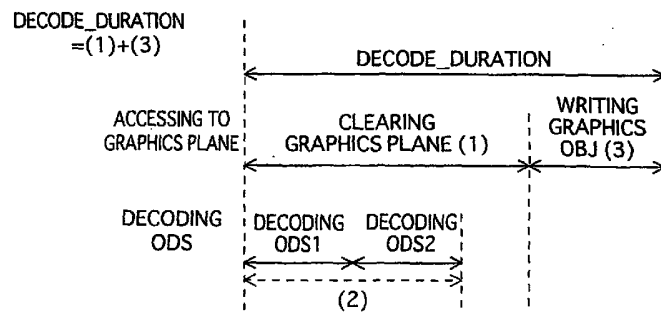 DECODE_DURATION
=(1)+(3)
DECODE_DURATION
ACCESSING TO
GRAPHICS PLANE
CLEARING
GRAPHICS PLANE (1)
WRITING
GRAPHICS
OBJ (3)
DECODING
ODS
DECODING
ODS1
DECODING
ODS2
(2)